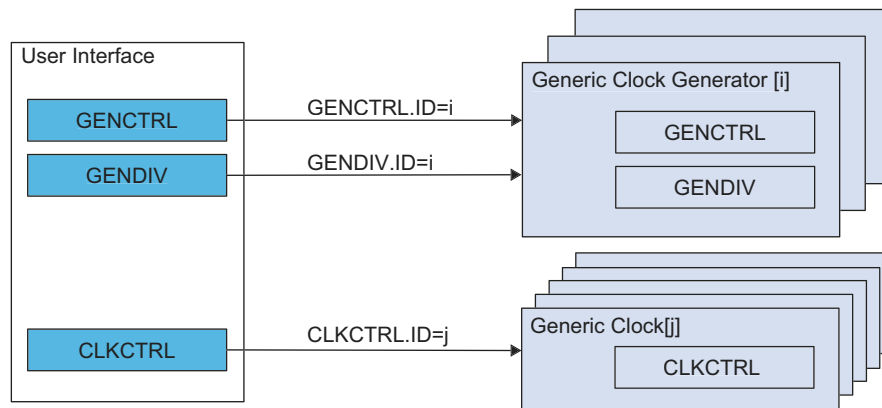 User Interface
GENCTRL
GENDIV
CLKCTRL
GENCTRL.ID=i
GENDIV.ID=i
CLKCTRL.ID=j
Generic Clock Generator [i]
GENCTRL
GENDIV
Generic Clock[j]
CLKCTRL